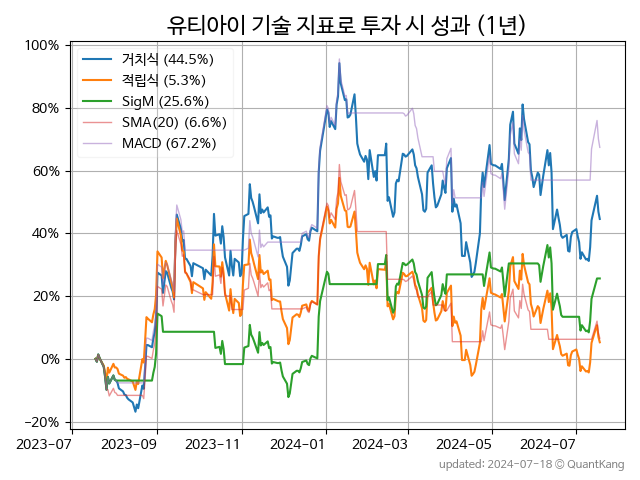 유티아이 기술 지표로 투자 시 성과 (1년)
100%
80%
60%
40%
20%
0%
−20%
거치식 (44.5%)
적립식 (5.3%)
SigM (25.6%)
SMA(20) (6.6%)
MACD (67.2%)
2023-07
2023-09
2023-11
2024-01
2024-03
2024-05
2024-07
updated: 2024-07-18 © QuantKang